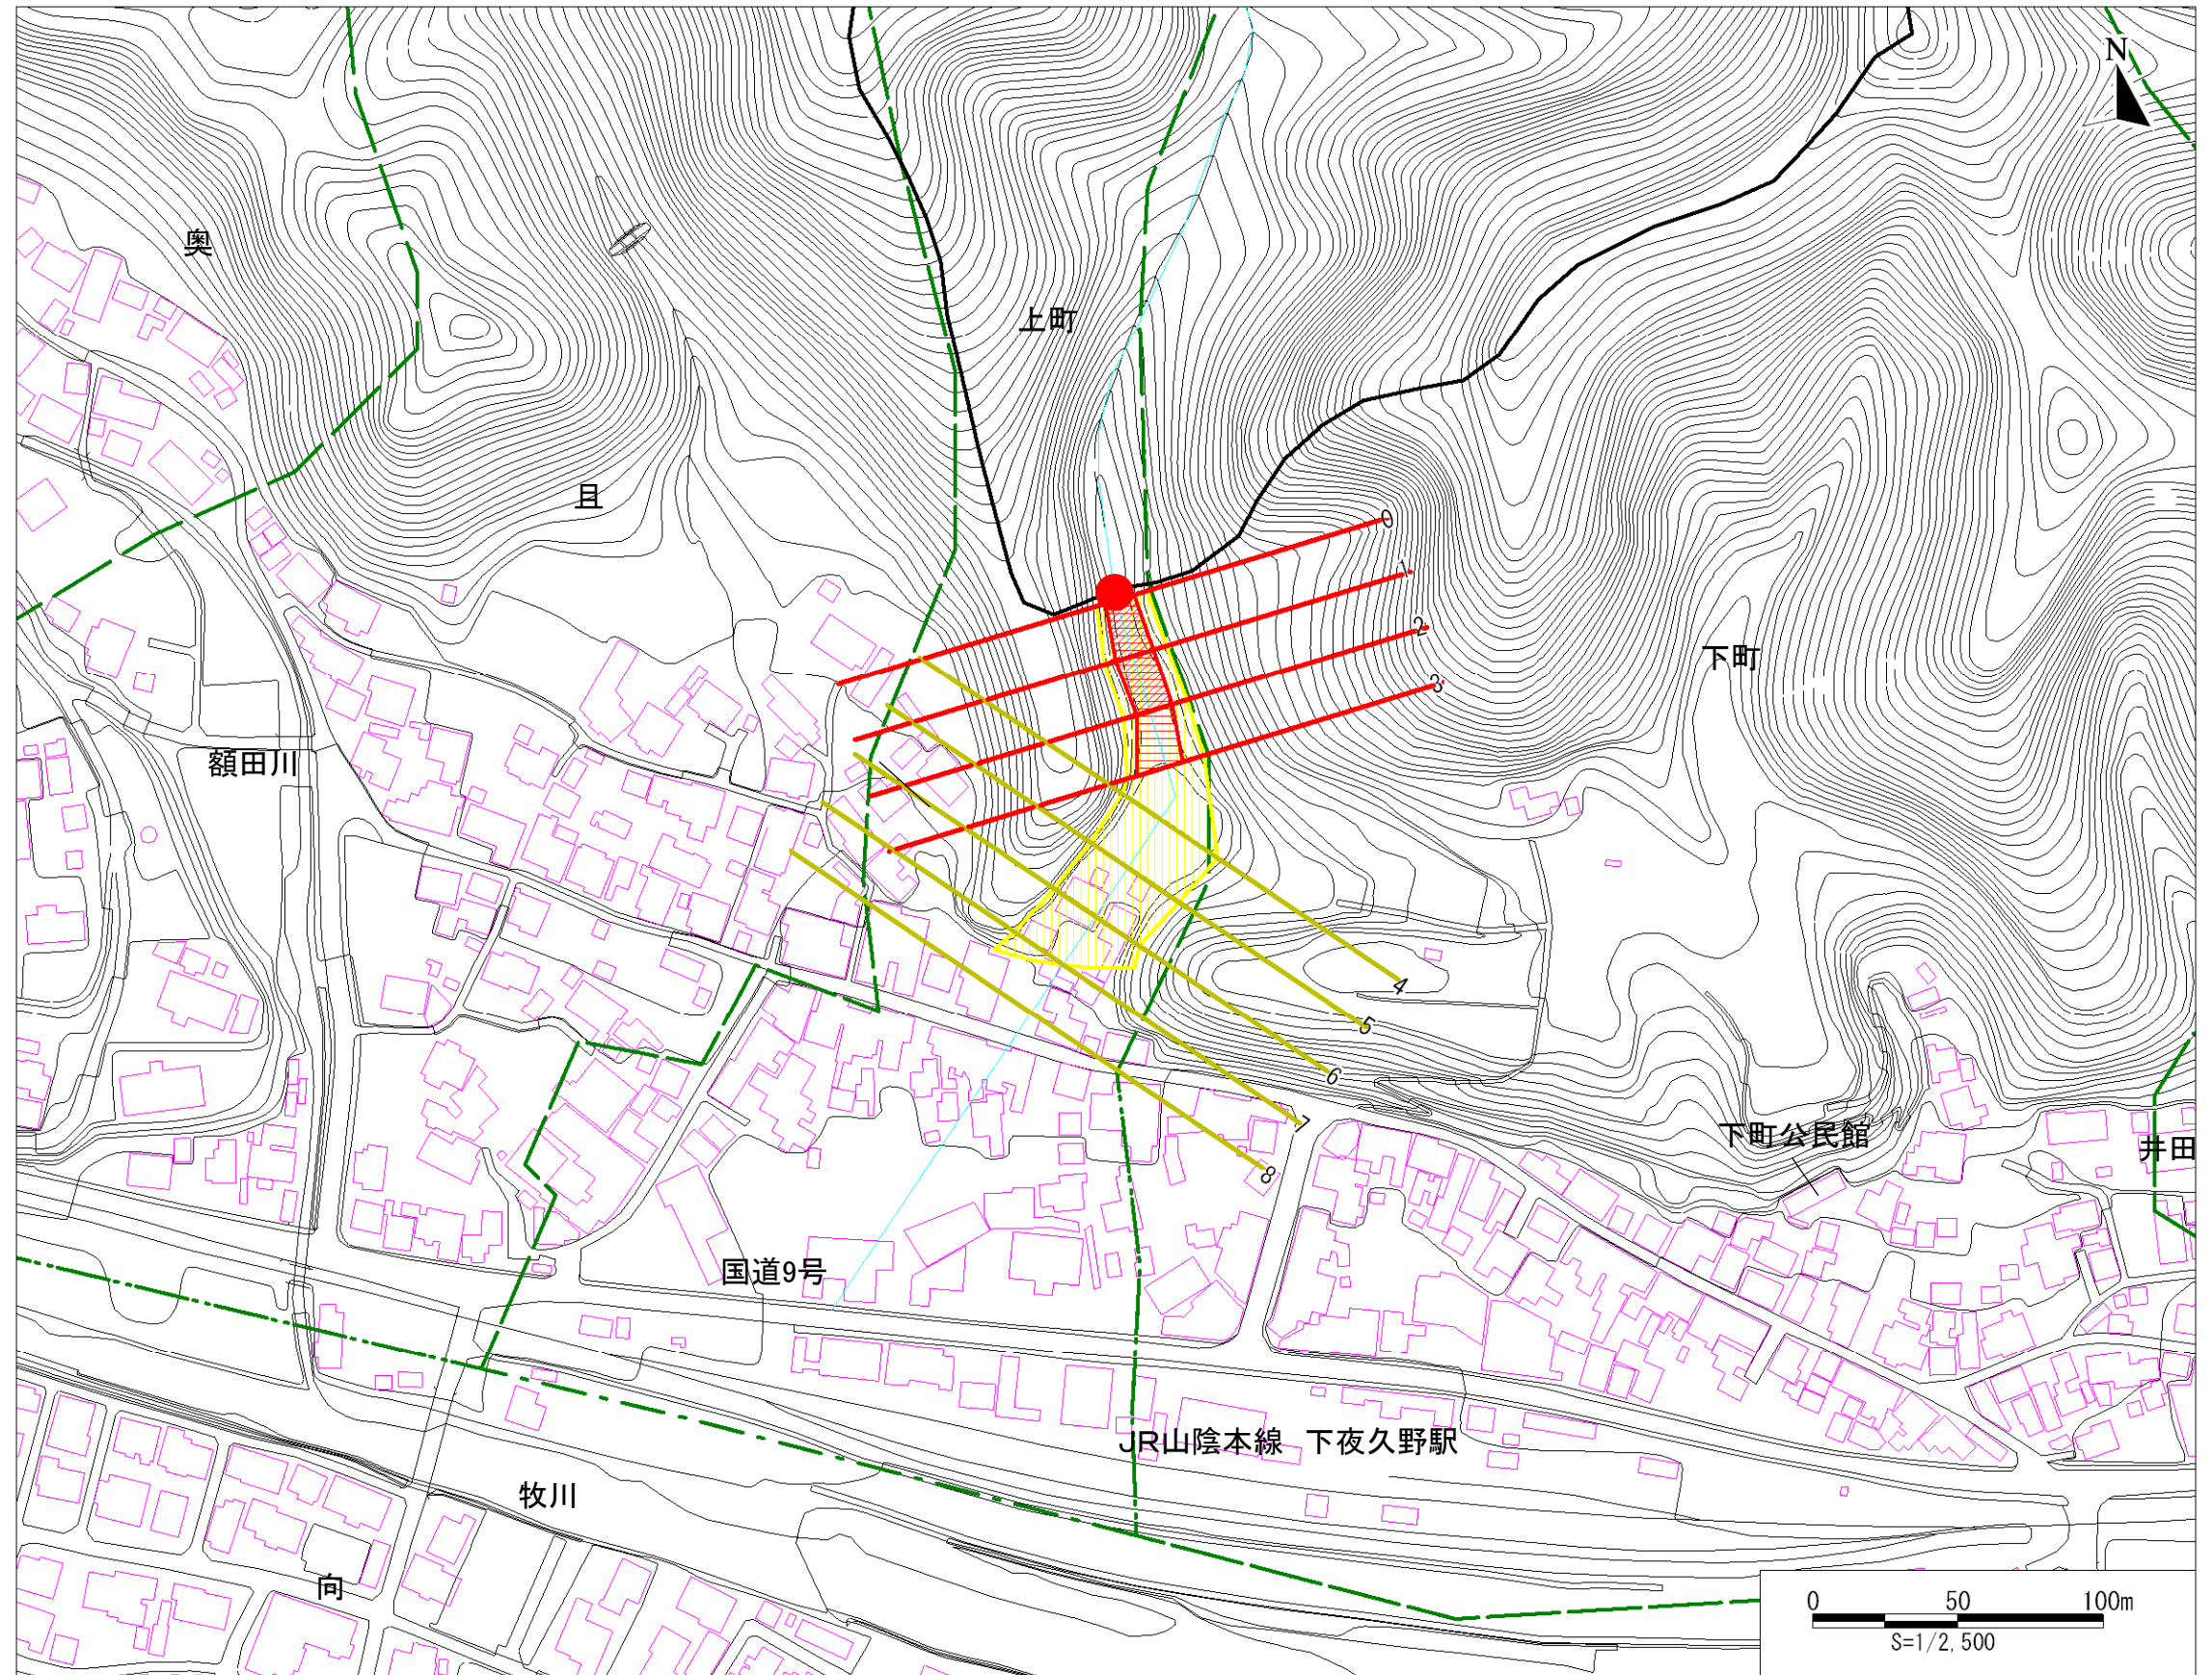 N
奥
上町
且
0
1
2
下町
3
額田川
4
5
6
7
下町公民館
井田
8
国道9号
JR山陰本線 下夜久野駅
牧川
向
0 50 100m
S=1/2,500